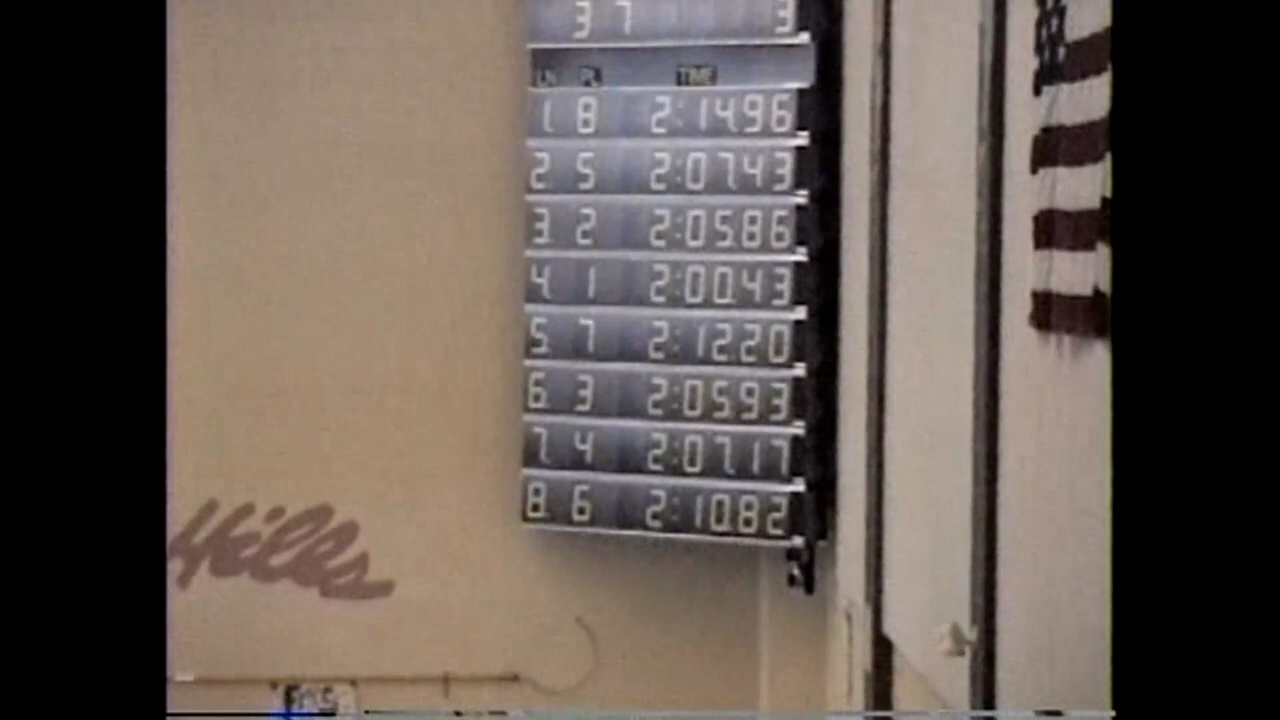 37 3
LN PL TIME
1 8 2:14.96
2 5 2:07.43
3 2 2:05.86
4 1 2:00.43
5 7 2:12.20
6 3 2:05.93
7 4 2:07.17
8 6 2:10.82
Hills